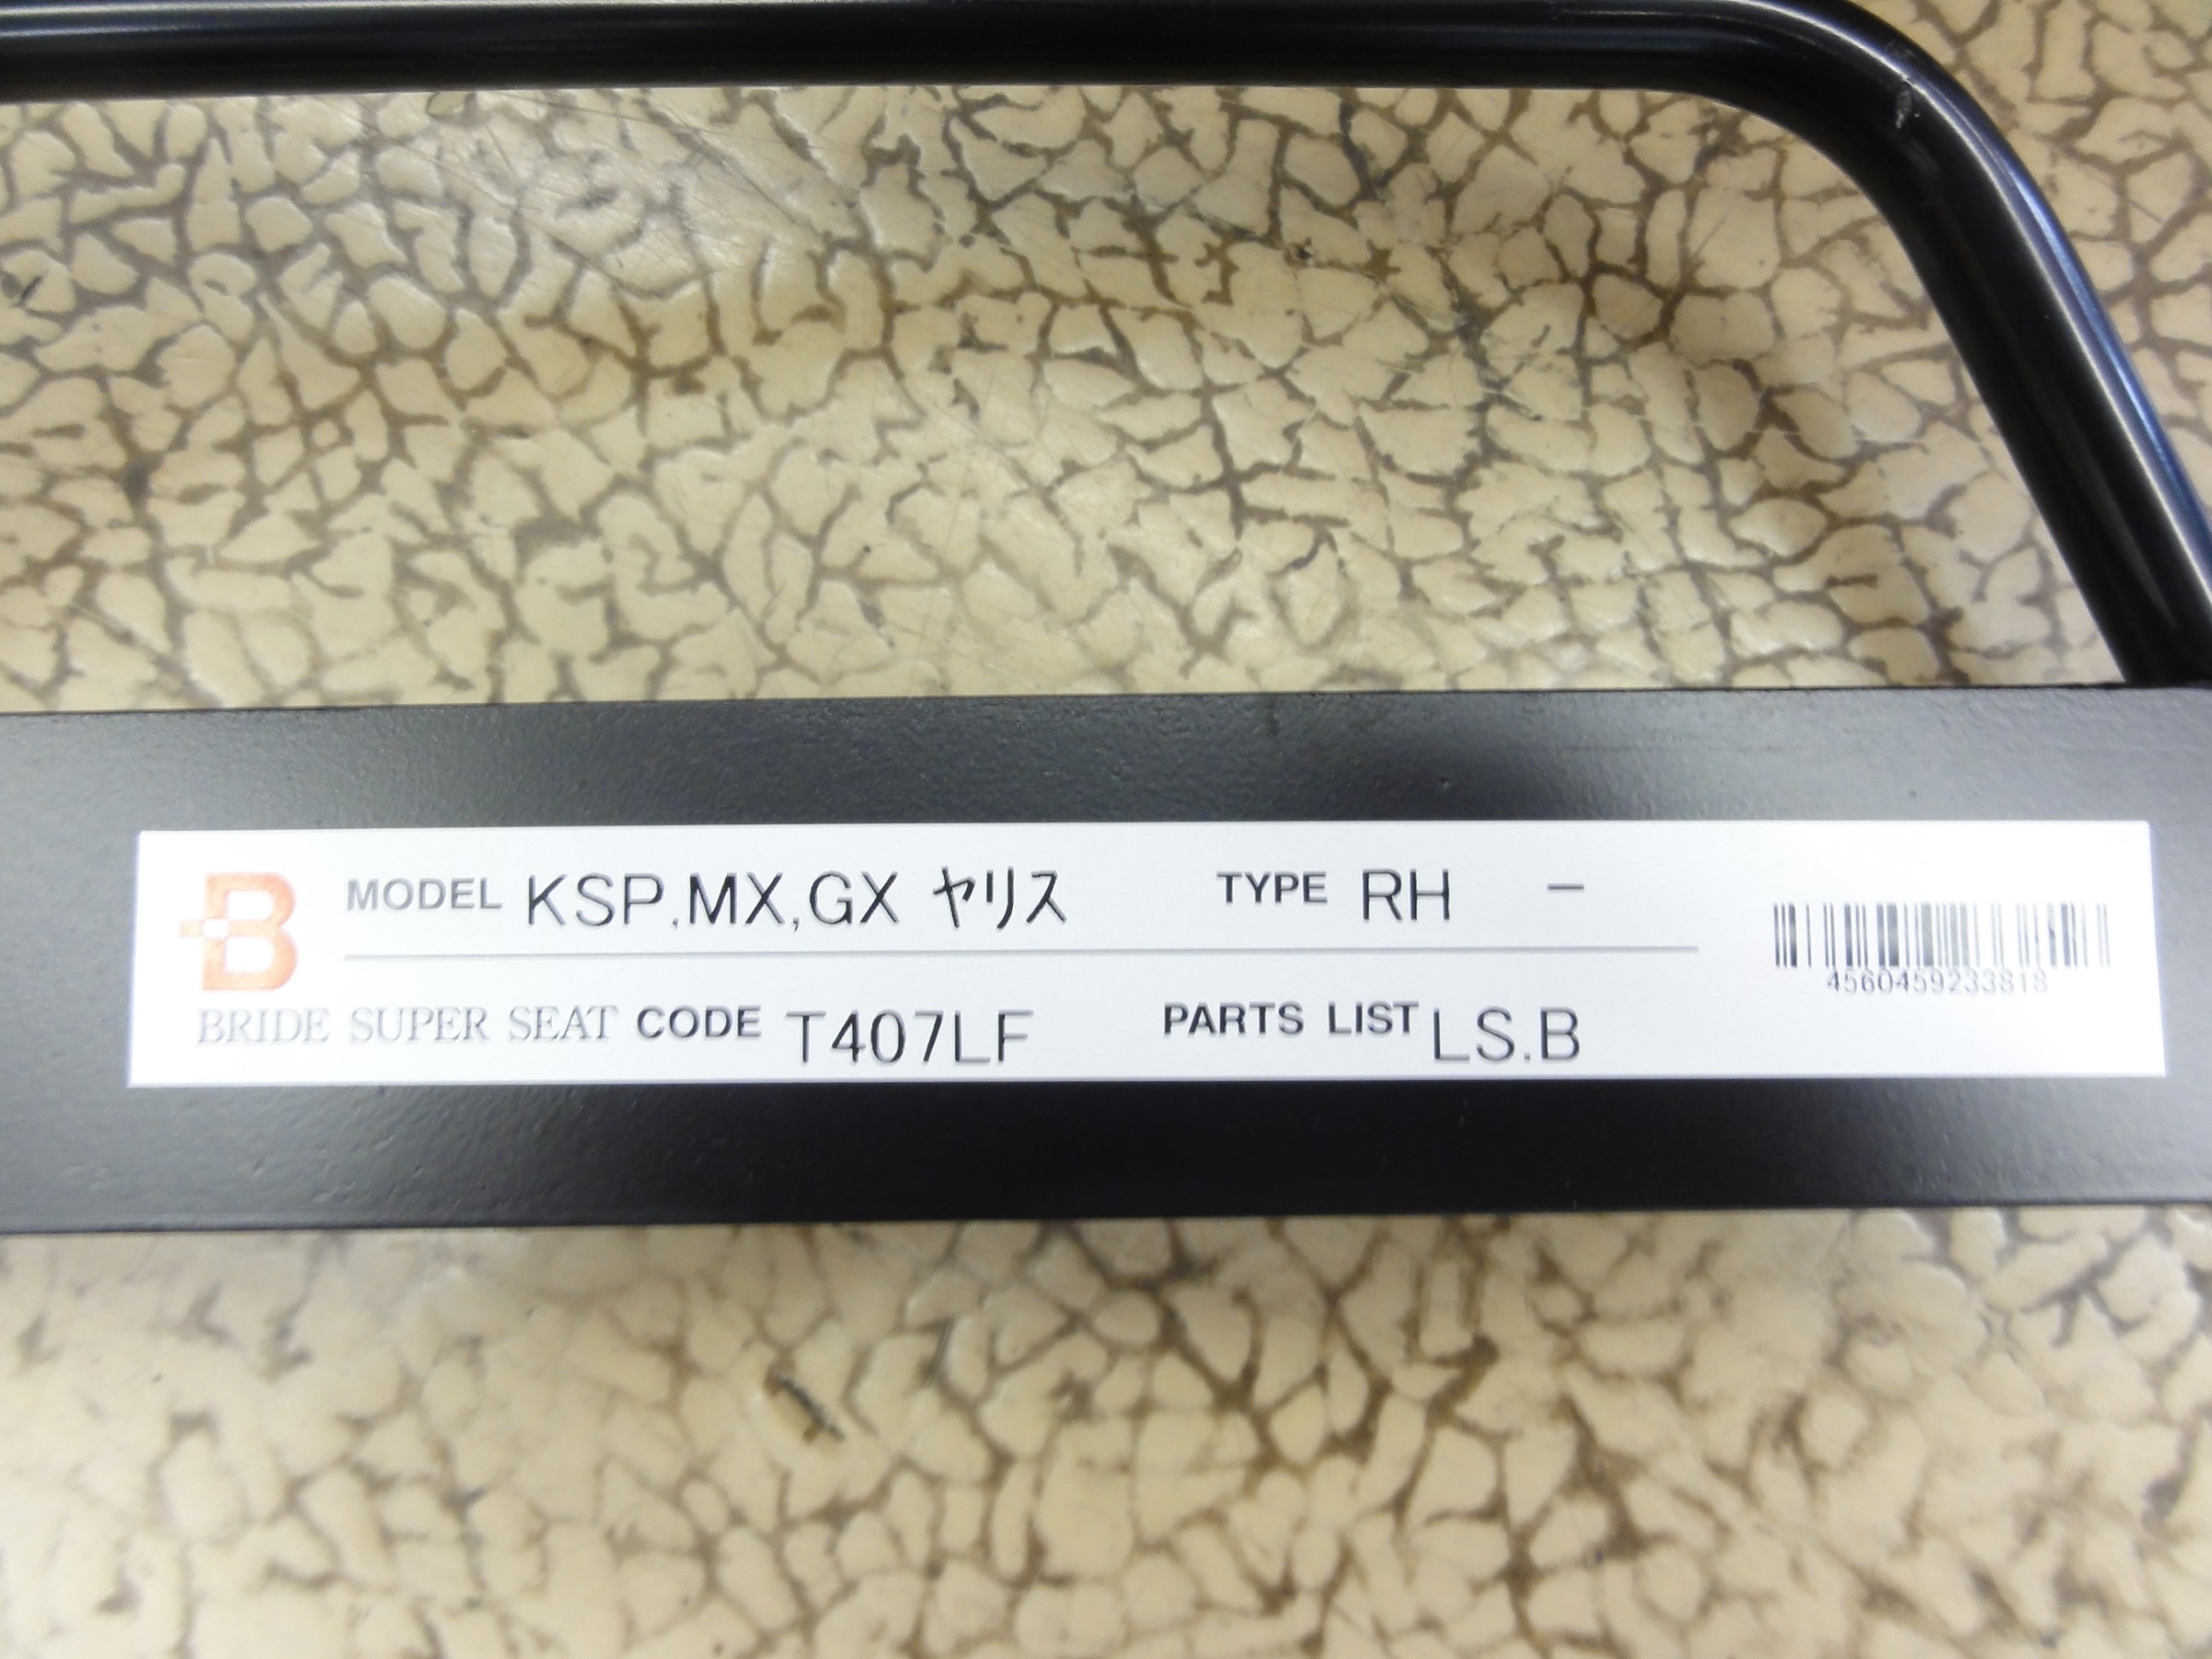 B MODEL KSP.MX,GX ヤリス TYPE RH －
4560459233818
BRIDE SUPER SEAT CODE T407LF PARTS LIST LS.B